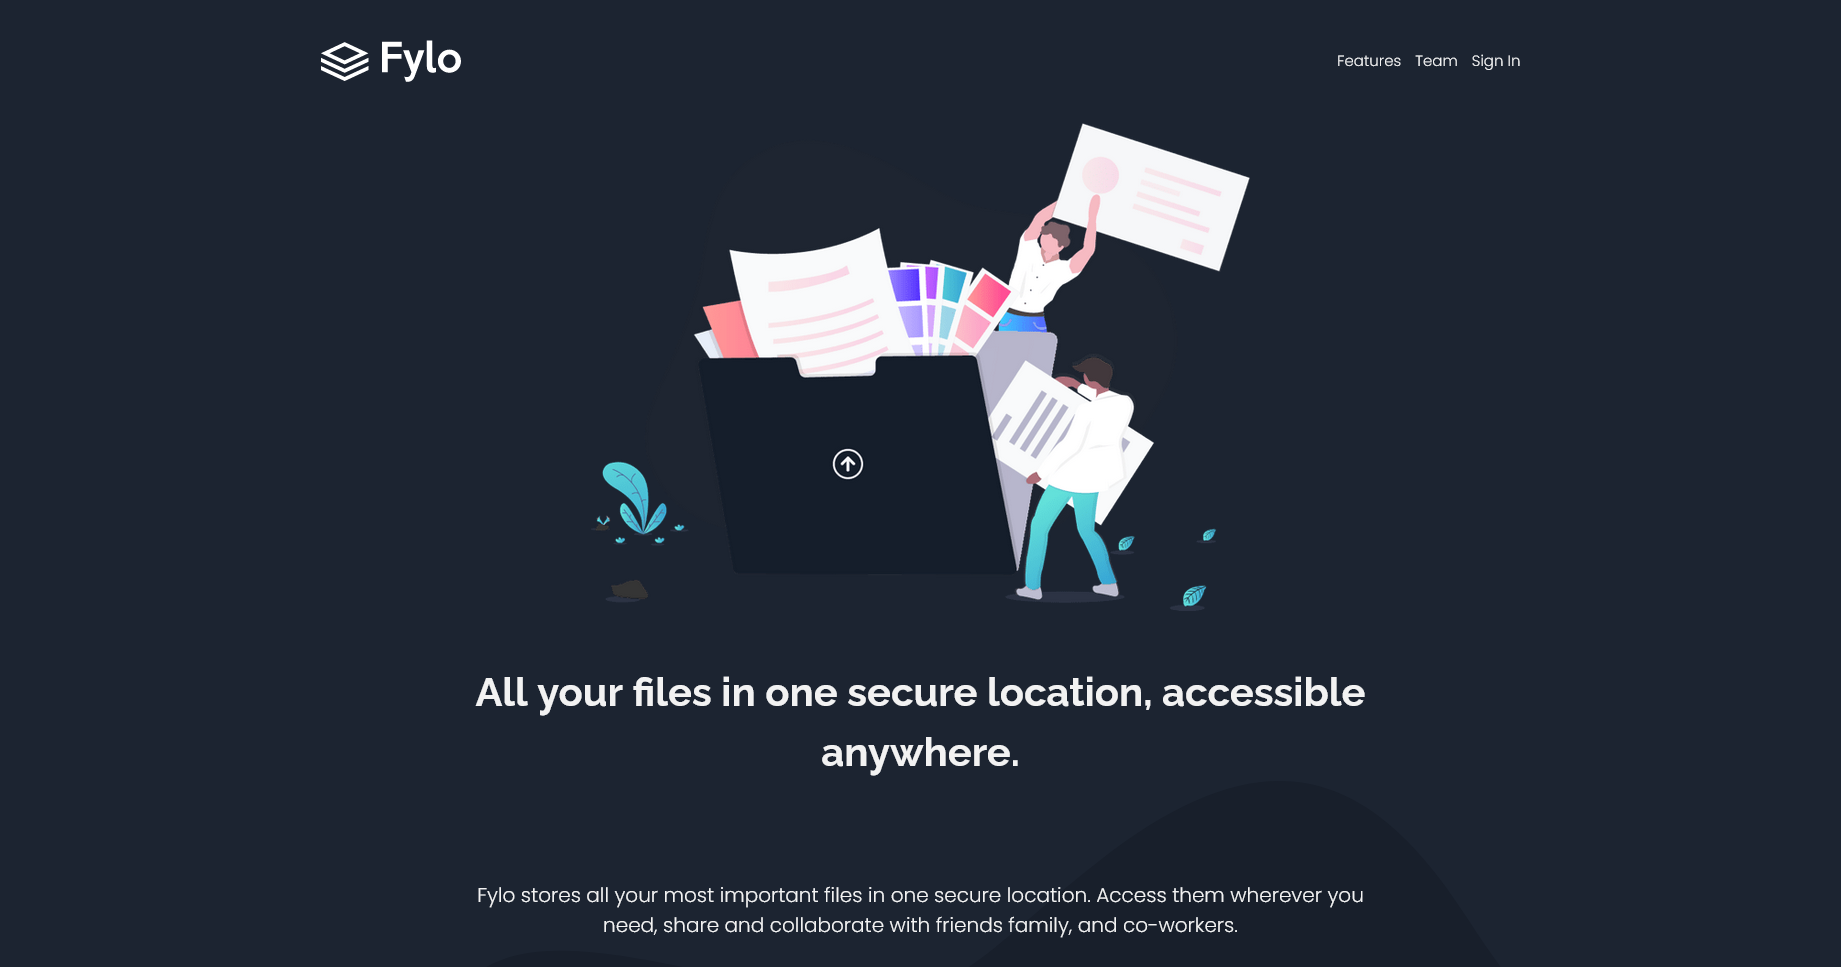 Fylo
Features Team Sign In
All your files in one secure location, accessible
anywhere.
Fylo stores all your most important files in one secure location. Access them wherever you
need, share and collaborate with friends family, and co-workers.